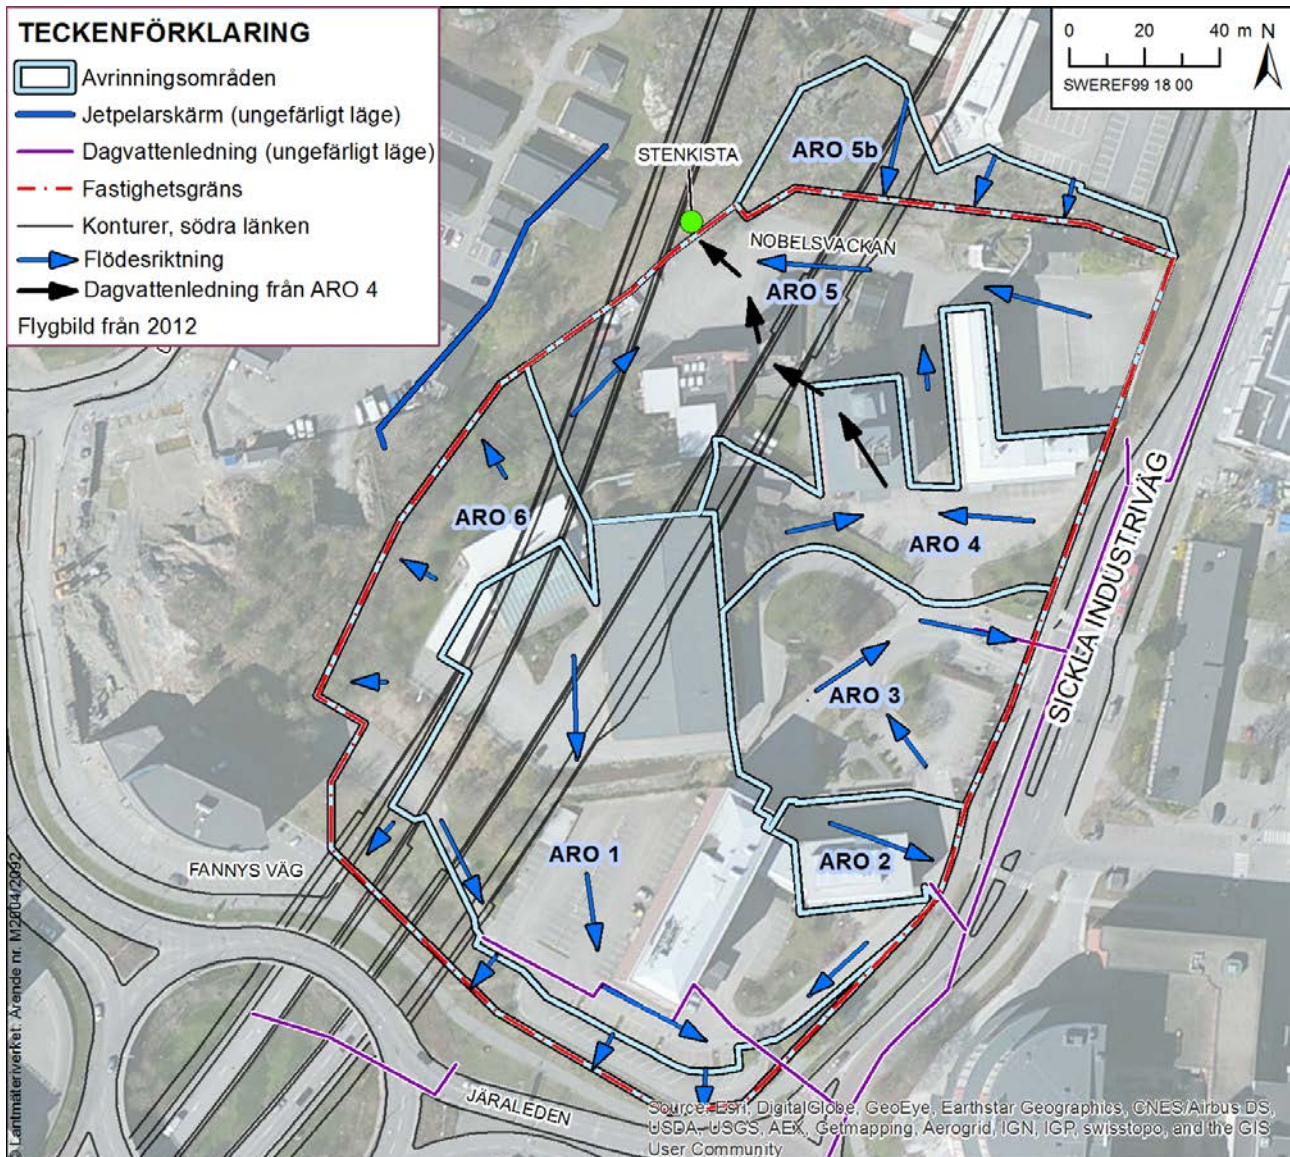 TECKENFÖRKLARING
Avrinningsområden
Jetpelarskärm (ungefärligt läge)
Dagvattenledning (ungefärligt läge)
Fastighetsgräns
Konturer, södra länken
Flödesriktning
Dagvattenledning från ARO 4
Flygbild från 2012
0 20 40 m N
SWEREF99 18 00
STENKISTA
ARO 5b
NOBELSVACKAN
ARO 5
ARO 6
ARO 4
SICKLA INDUSTRIVÄG
ARO 3
ARO 1
ARO 2
FANNYS VÄG
JÄRALEDEN
© Lantmäteriverket. Ärende nr. M2004/2092
Source: Esri, DigitalGlobe, GeoEye, Earthstar Geographics, CNES/Airbus DS,
USDA, USGS, AEX, Getmapping, Aerogrid, IGN, IGP, swisstopo, and the GIS
User Community